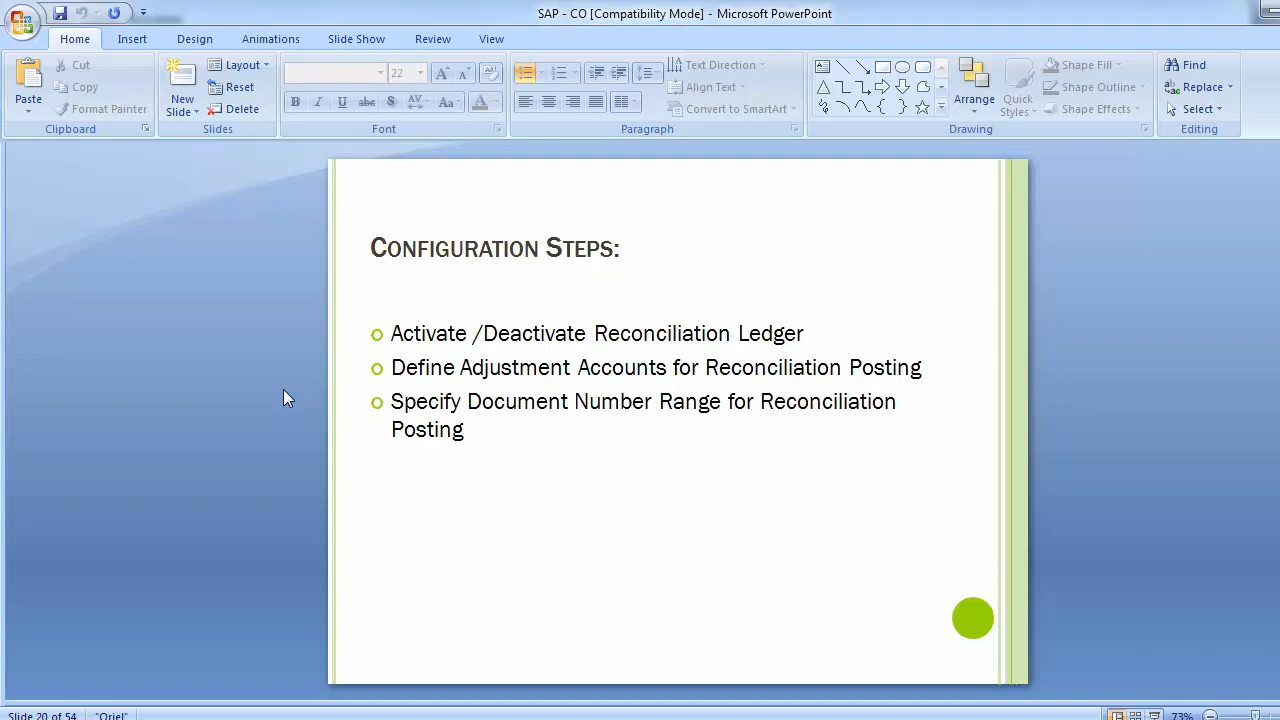 SAP - CO [Compatibility Mode] - Microsoft PowerPoint
Home Insert Design Animations Slide Show Review View
Paste
Cut
Copy
Format Painter
Clipboard
New Slide
Layout
Reset
Delete
Slides
22
B I U abc S AV Aa A
Font
Text Direction
Align Text
Convert to SmartArt
Paragraph
Arrange
Quick Styles
Shape Fill
Shape Outline
Shape Effects
Drawing
Find
Replace
Select
Editing
CONFIGURATION STEPS:
Activate /Deactivate Reconciliation Ledger
Define Adjustment Accounts for Reconciliation Posting
Specify Document Number Range for Reconciliation
Posting
Slide 20 of 54 "Oriel" 73%